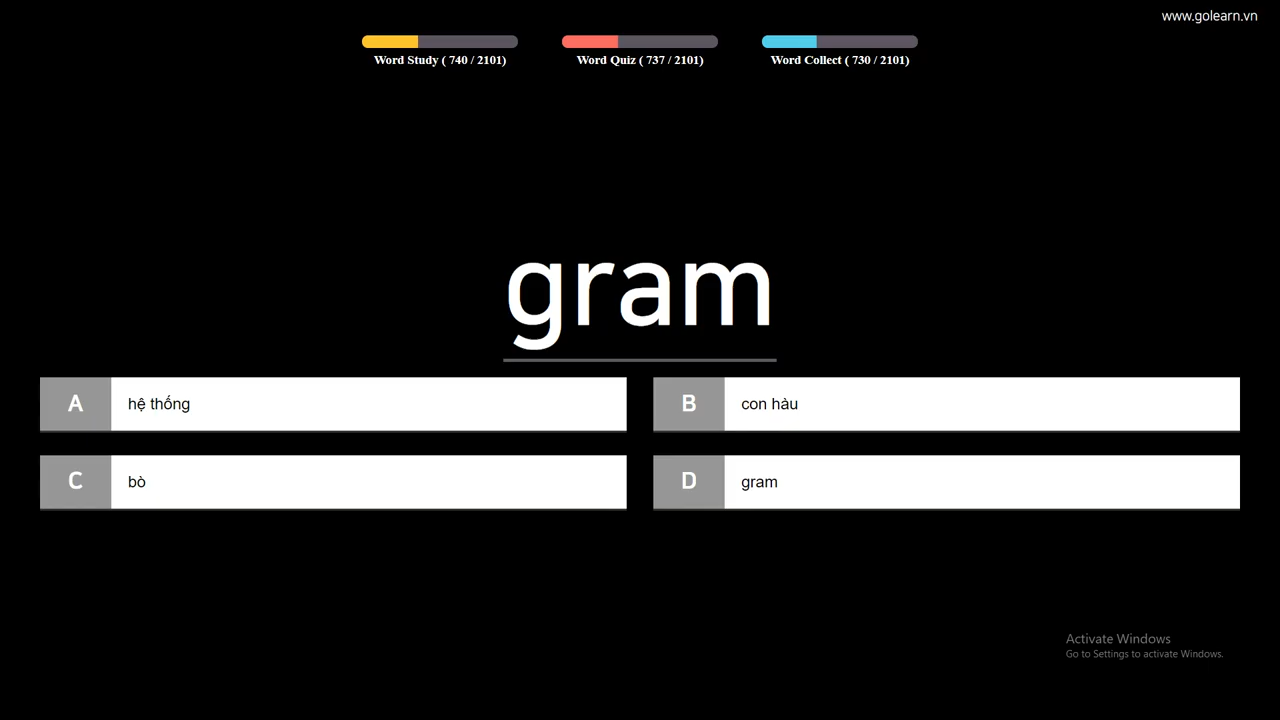 www.golearn.vn
Word Study ( 740 / 2101)
Word Quiz ( 737 / 2101)
Word Collect ( 730 / 2101)
gram
A hệ thống
B con hàu
C bò
D gram
Activate Windows
Go to Settings to activate Windows.